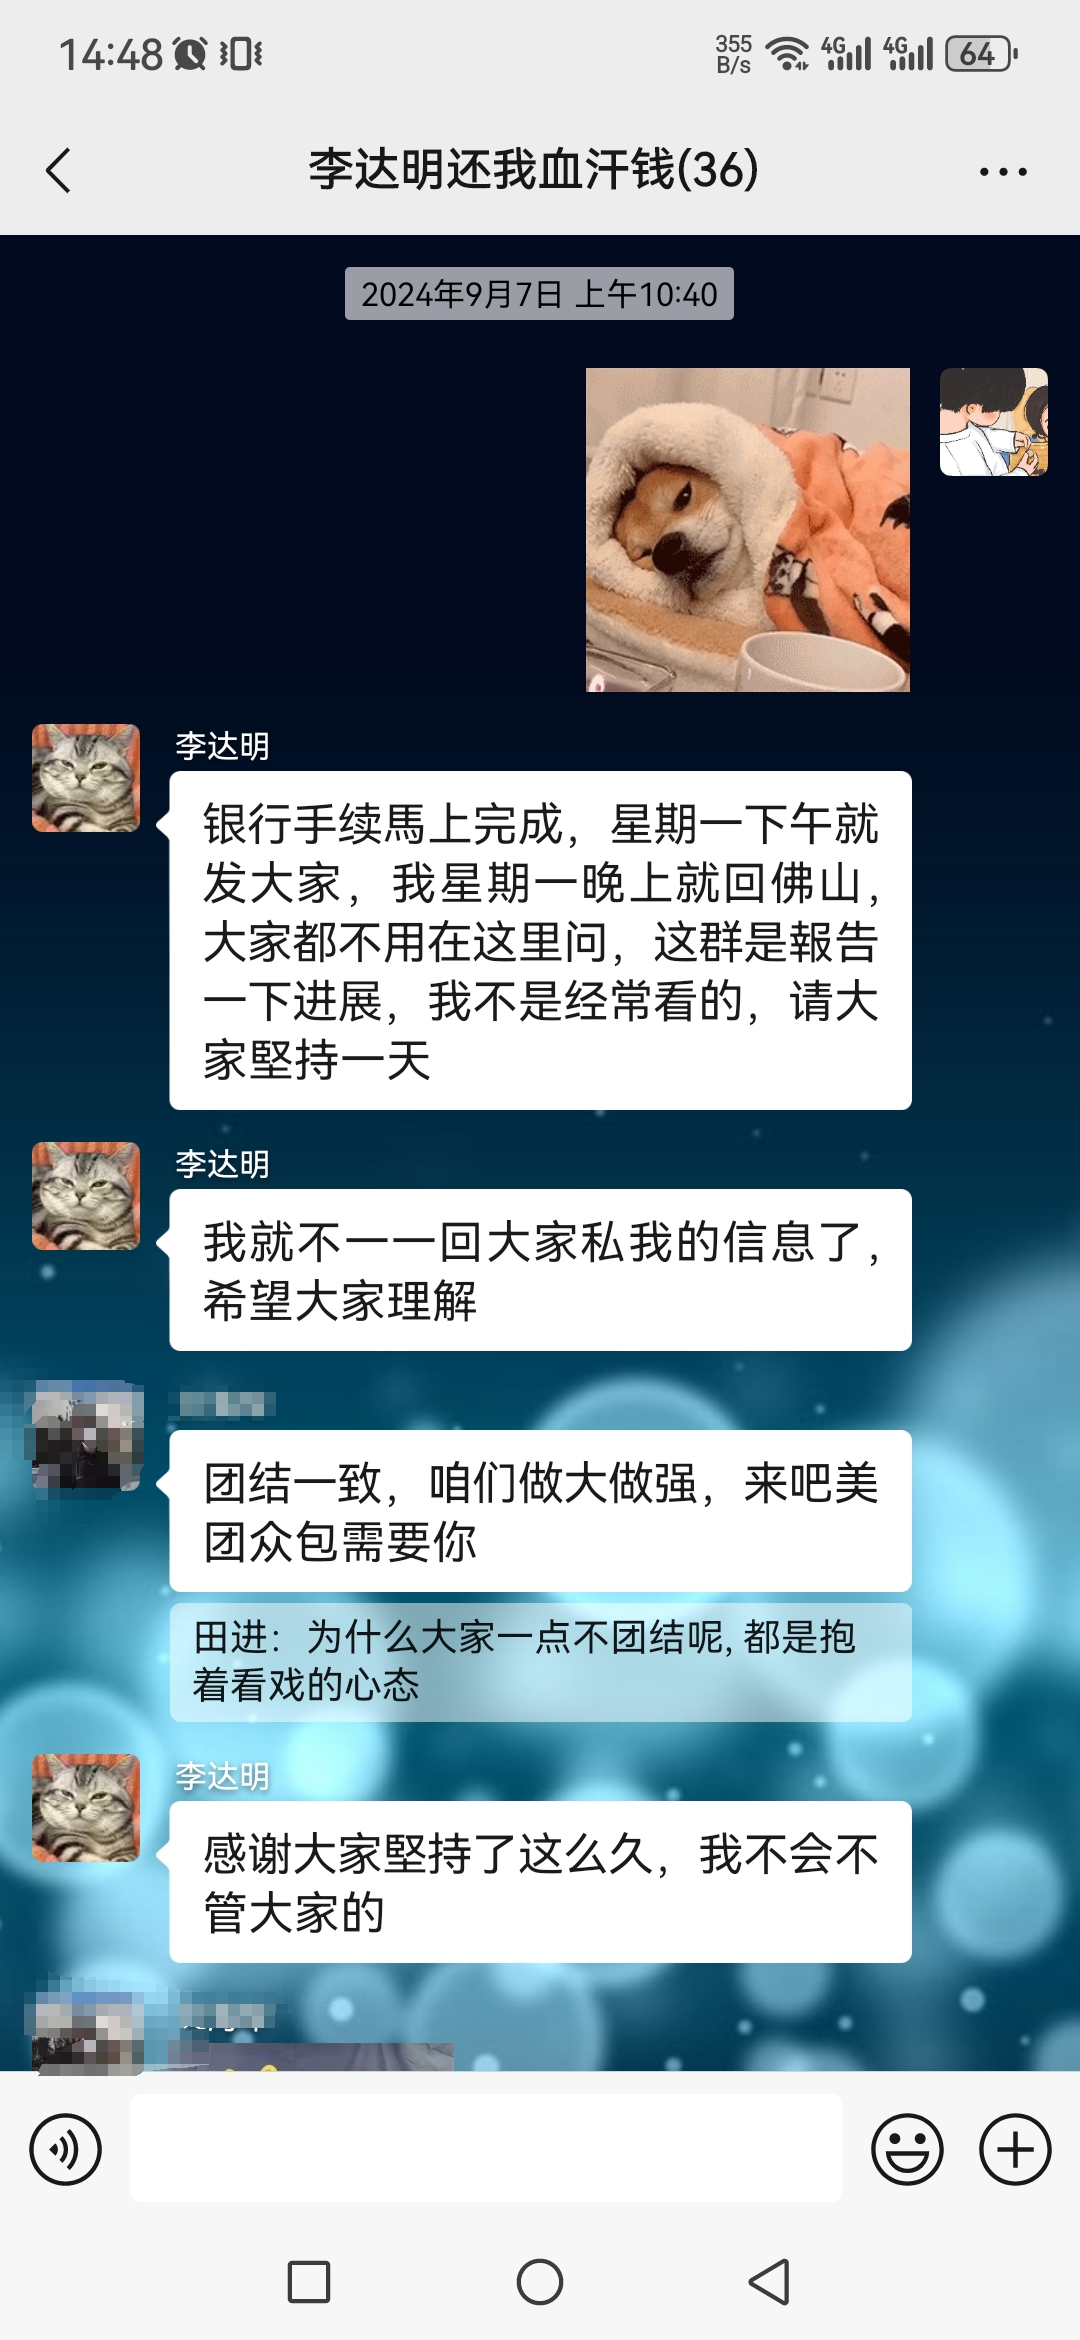 14:48
355
B/s
4G
4G
64
李达明还我血汗钱(36)
2024年9月7日 上午10:40
李达明
银行手续馬上完成，星期一下午就
发大家，我星期一晚上就回佛山，
大家都不用在这里问，这群是報告
一下进展，我不是经常看的，请大
家堅持一天
李达明
我就不一一回大家私我的信息了，
希望大家理解
团结一致，咱们做大做强，来吧美
团众包需要你
田进：为什么大家一点不团结呢, 都是抱
着看戏的心态
李达明
感谢大家堅持了这么久，我不会不
管大家的